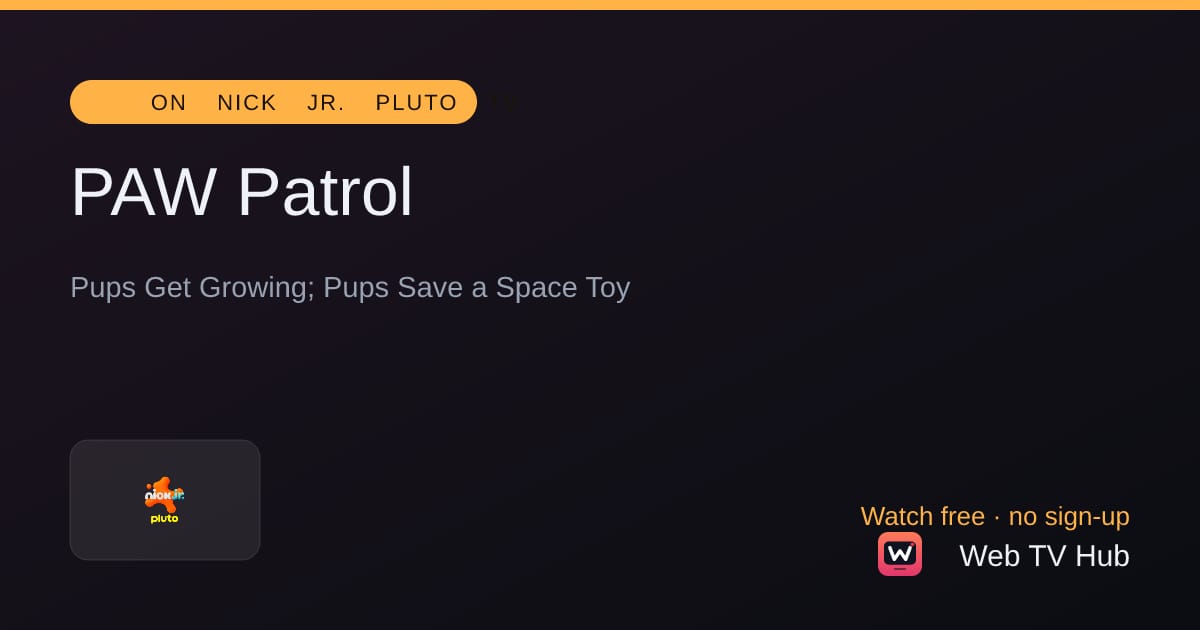 ON NICK JR. PLUTO
PAW Patrol
Pups Get Growing; Pups Save a Space Toy
nick jr.
pluto
Watch free · no sign-up
W
Web TV Hub